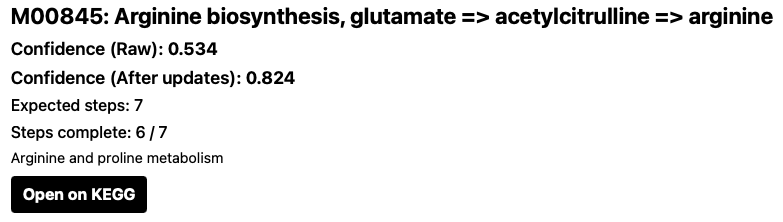 M00845: Arginine biosynthesis, glutamate => acetylcitrulline => arginine
Confidence (Raw): 0.534
Confidence (After updates): 0.824
Expected steps: 7
Steps complete: 6 / 7
Arginine and proline metabolism
Open on KEGG